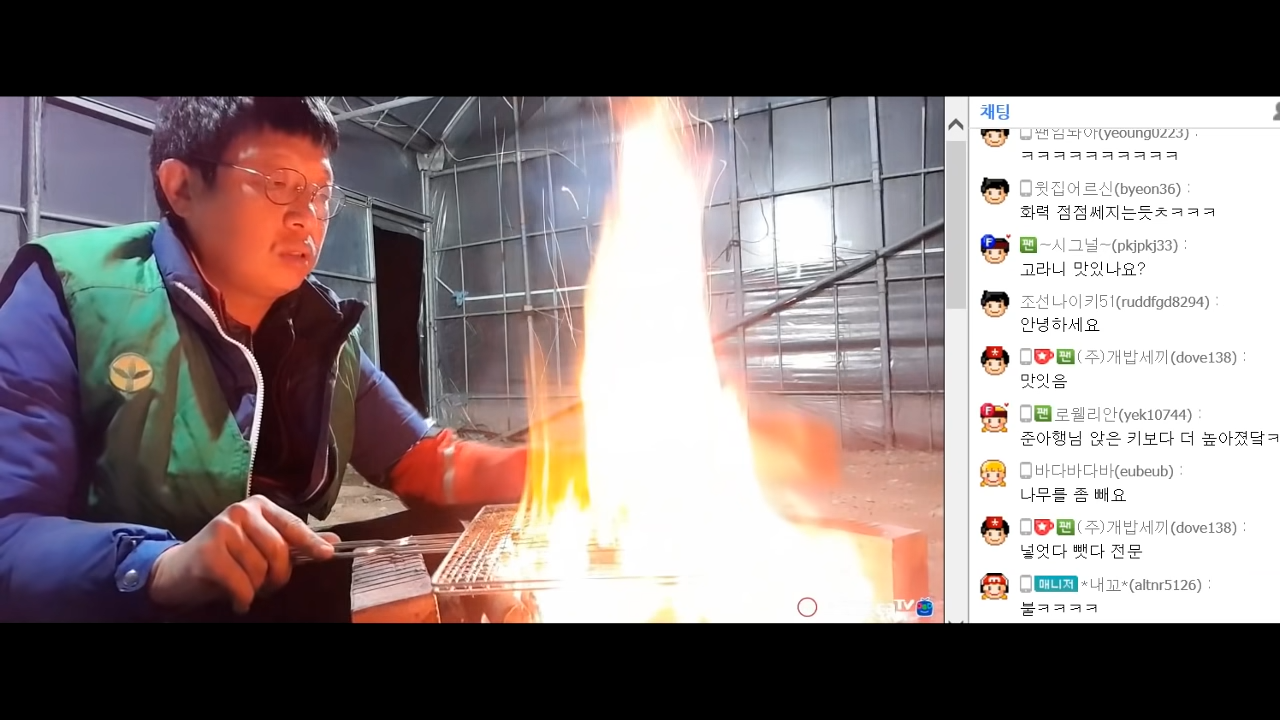 채팅
ㅋㅋㅋㅋㅋㅋㅋㅋㅋㅋ
윗집어르신(byeon36) :
화력 점점쎄지는듯ㅊㅋㅋㅋ
팬 ~시그널~(pkjpkj33) :
고라니 맛있나요?
조선나이키51(ruddfgd8294) :
안녕하세요
팬 (주)개밥세끼(dove138) :
맛잇음
팬 로웰리안(yek10744) :
준아행님 앉은 키보다 더 높아졌달ㅋ
바다바다바(eubeub) :
나무를 좀 빼요
팬 (주)개밥세끼(dove138) :
넣엇다 뺏다 전문
매니저 *내꼬*(altnr5126) :
불ㅋㅋㅋㅋ
TV